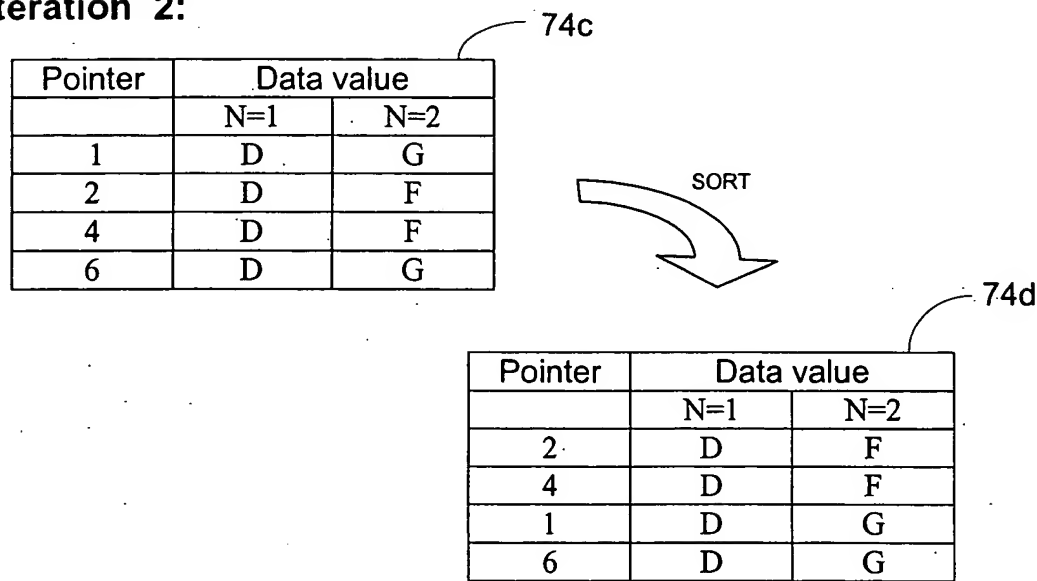 teration 2:
74c
Pointer Data value
N=1 N=2
1 D G
2 D F
4 D F
6 D G
SORT
74d
Pointer Data value
N=1 N=2
2 D F
4 D F
1 D G
6 D G